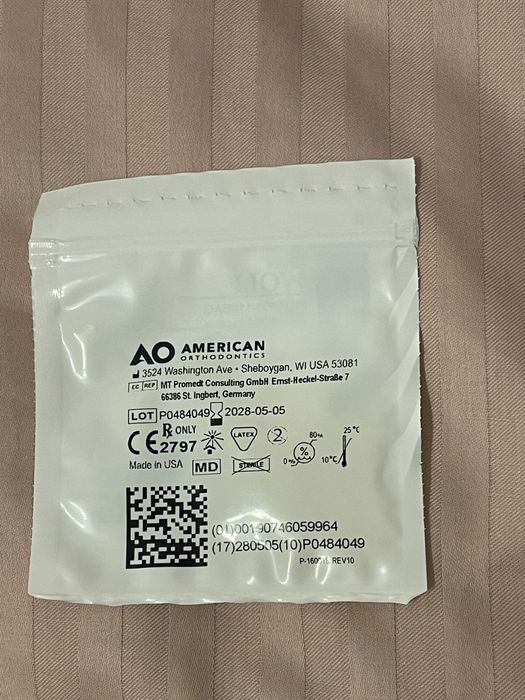 AO AMERICAN
ORTHODONTICS
3524 Washington Ave • Sheboygan, WI USA 53081
EC REP MT Promedt Consulting GmbH Ernst-Heckel-Straße 7
66386 St. Ingbert, Germany
LOT P0484049 2028-05-05
CE 2797 Rx ONLY LATEX 2 0% % 80% 10°C 25°C
Made in USA MD STERILE
(01)00190746059964
(17)280505(10)P0484049
REV10